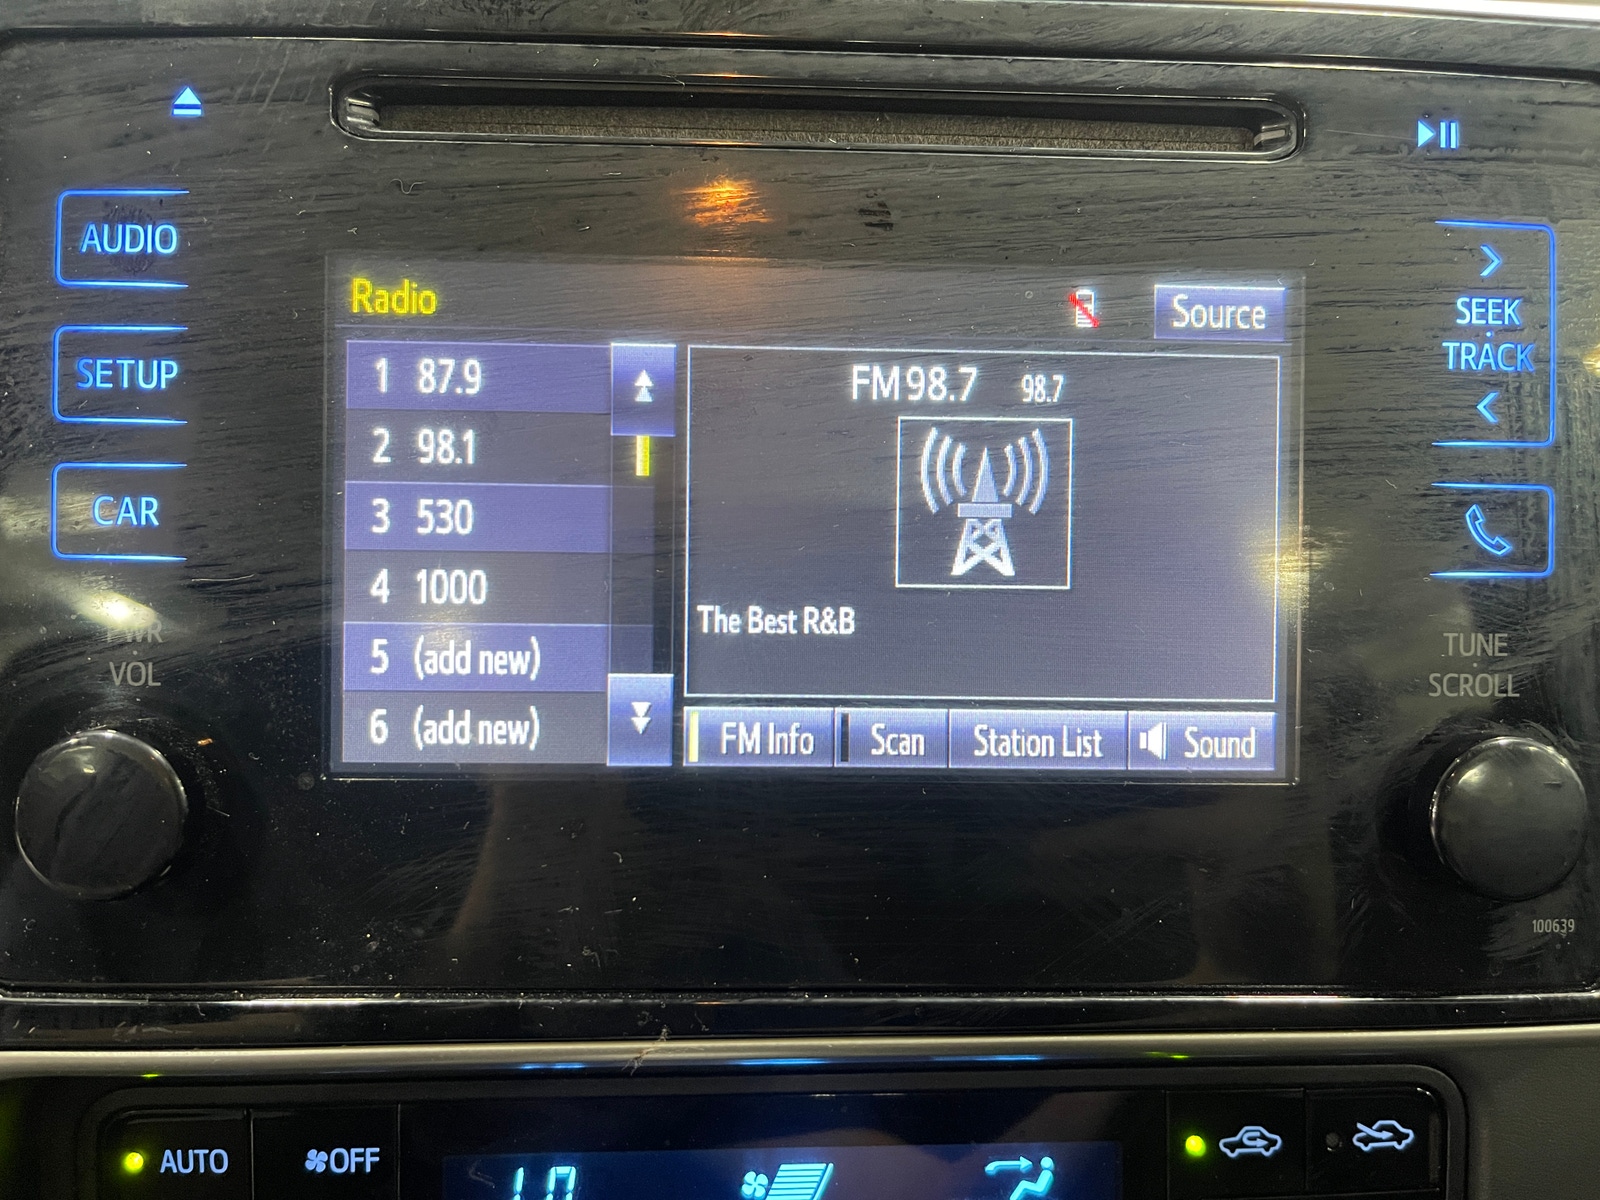 AUDIO
SETUP
CAR
PWR
VOL
Radio
Source
1 87.9
2 98.1
3 530
4 1000
5 (add new)
6 (add new)
FM 98.7 98.7
The Best R&B
FM Info
Scan
Station List
Sound
SEEK
TRACK
TUNE
SCROLL
100639
AUTO
OFF